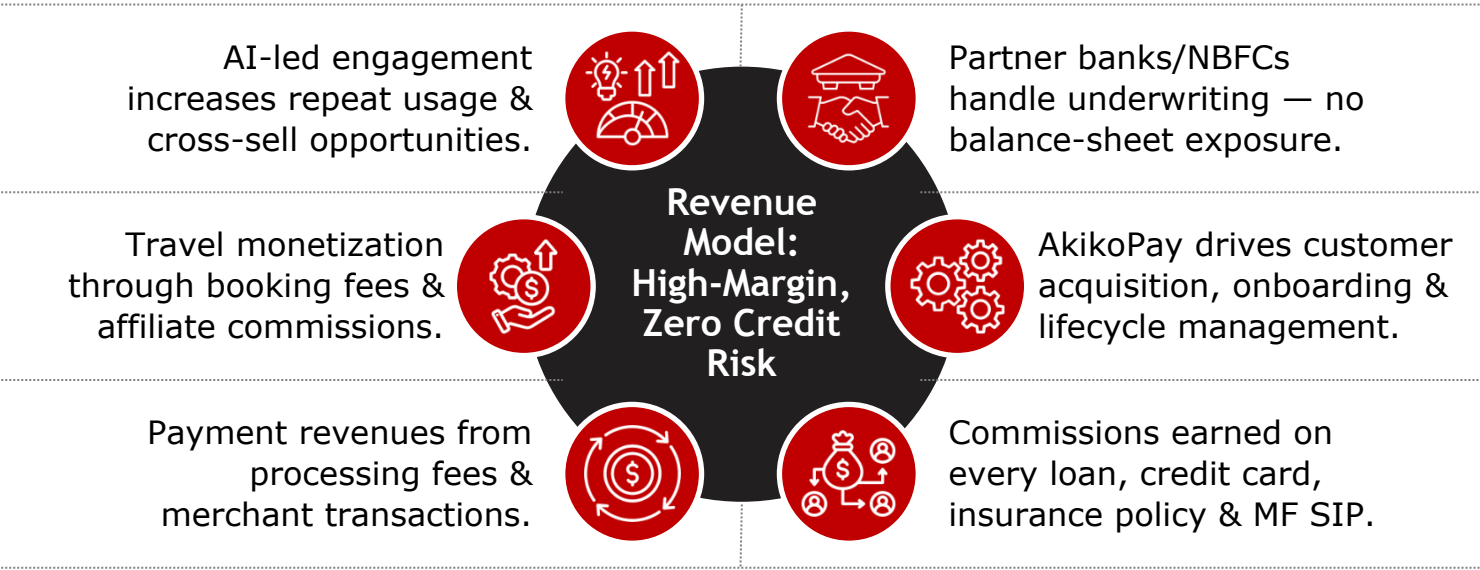 AI-led engagement
increases repeat usage &
cross-sell opportunities.
Partner banks/NBFCs
handle underwriting — no
balance-sheet exposure.
Revenue
Model:
High-Margin,
Zero Credit
Risk
Travel monetization
through booking fees &
affiliate commissions.
AkikoPay drives customer
acquisition, onboarding &
lifecycle management.
Payment revenues from
processing fees &
merchant transactions.
Commissions earned on
every loan, credit card,
insurance policy & MF SIP.